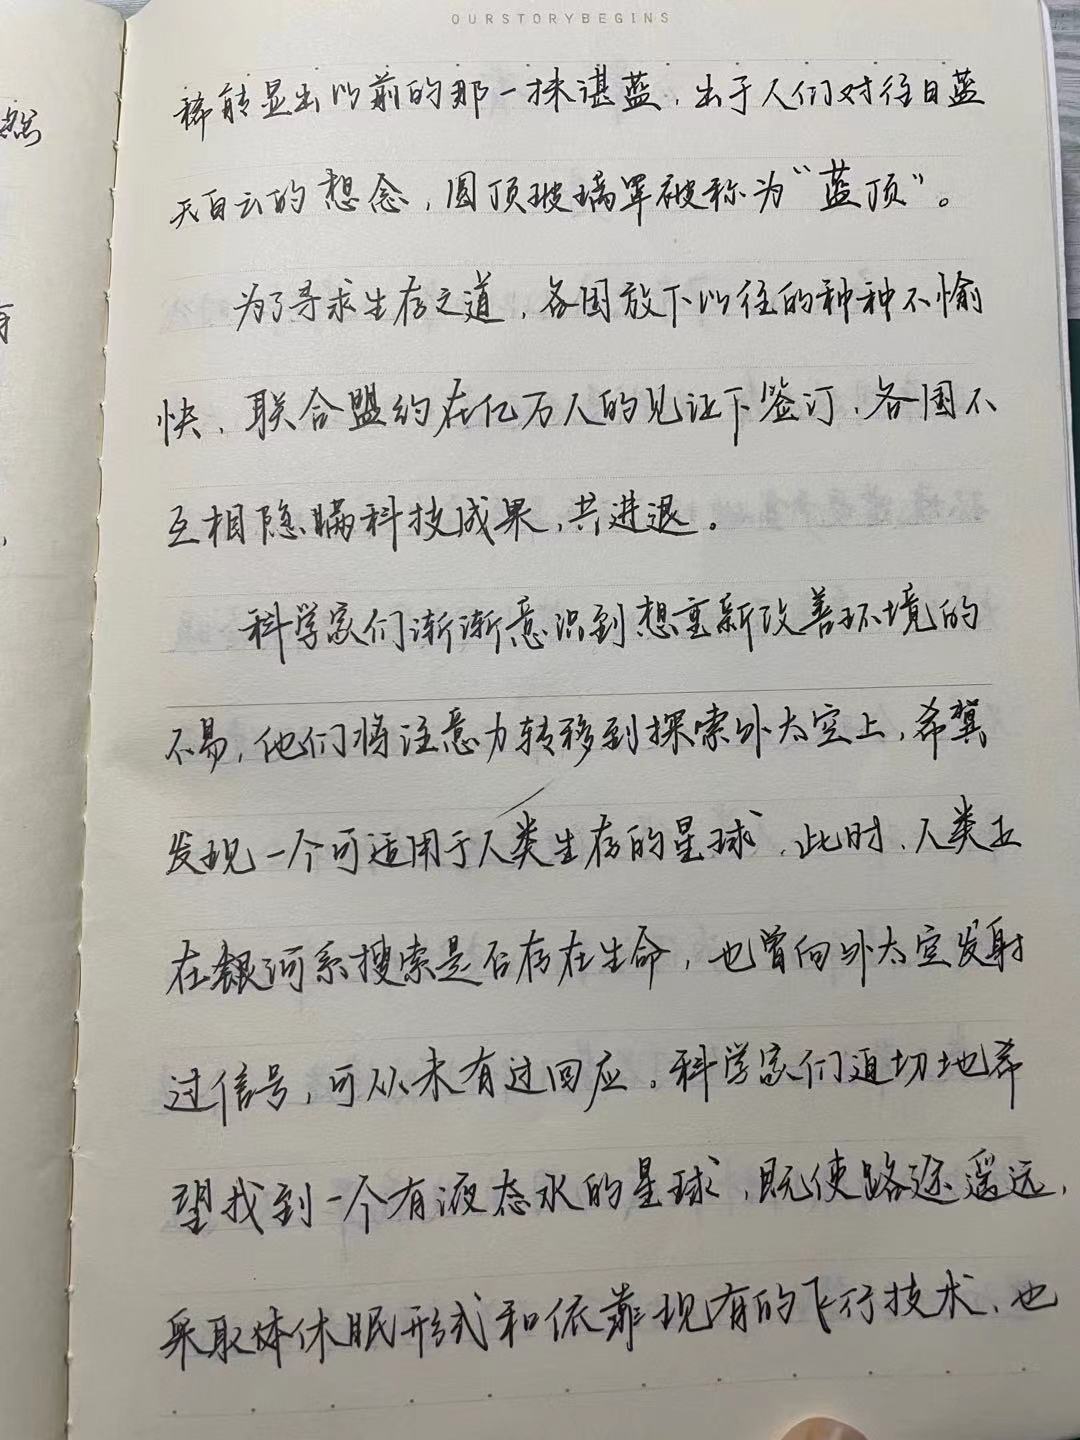 OURSTORYBEGINS
稀能显出以前的那一抹湛蓝，出于人们对往日蓝
天白云的想念，圆顶玻璃罩被称为“蓝顶”。
为了寻求生存之道，各国放下以往的种种不愉
快，联合盟约在亿万人的见证下签订，各国不
互相隐瞒科技成果，共进退。
科学家们渐渐意识到想重新改善环境的
不易，他们将注意力转移到探索外太空上，希冀
发现一个可适用于人类生存的星球，此时，人类正
在银河系搜索是否存在生命，也曾向外太空发射
过信号，可从未有过回应。科学家们迫切地希
望找到一个有液态水的星球，既使路途遥远，
采取体休眠形式和依靠现有的飞行技术，也